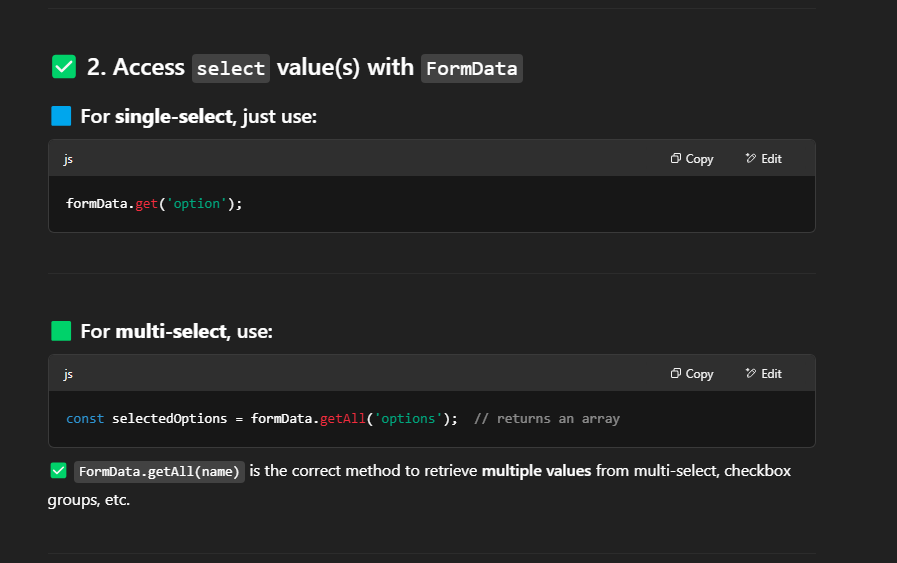 ✅ 2. Access select value(s) with FormData
🟦 For single-select, just use:
js Copy Edit
formData.get('option');
🟩 For multi-select, use:
js Copy Edit
const selectedOptions = formData.getAll('options'); // returns an array
✅ FormData.getAll(name) is the correct method to retrieve multiple values from multi-select, checkbox
groups, etc.